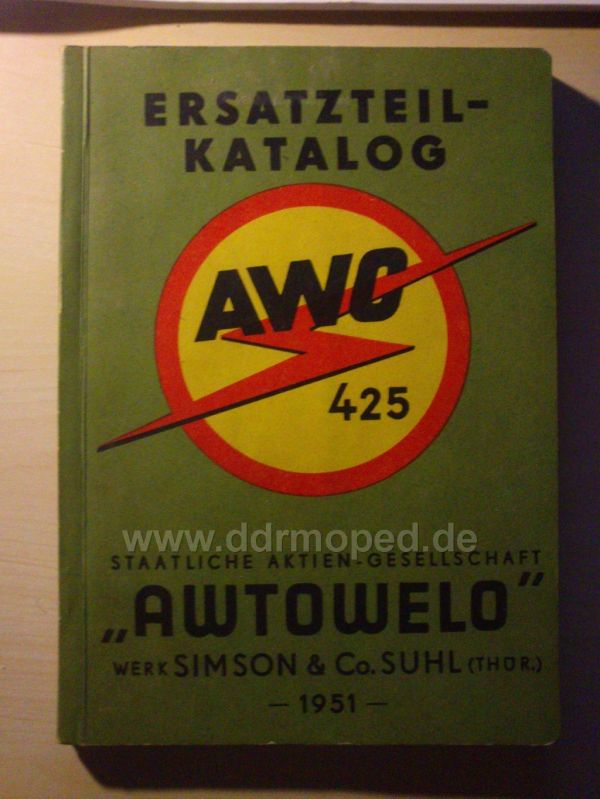 ERSATZTEIL-
KATALOG
AWO
425
www.ddrmoped.de
STAATLICHE AKTIEN-GESELLSCHAFT
„AWTOWELO"
WERK SIMSON & Co. SUHL (THÜR.)
— 1951 —